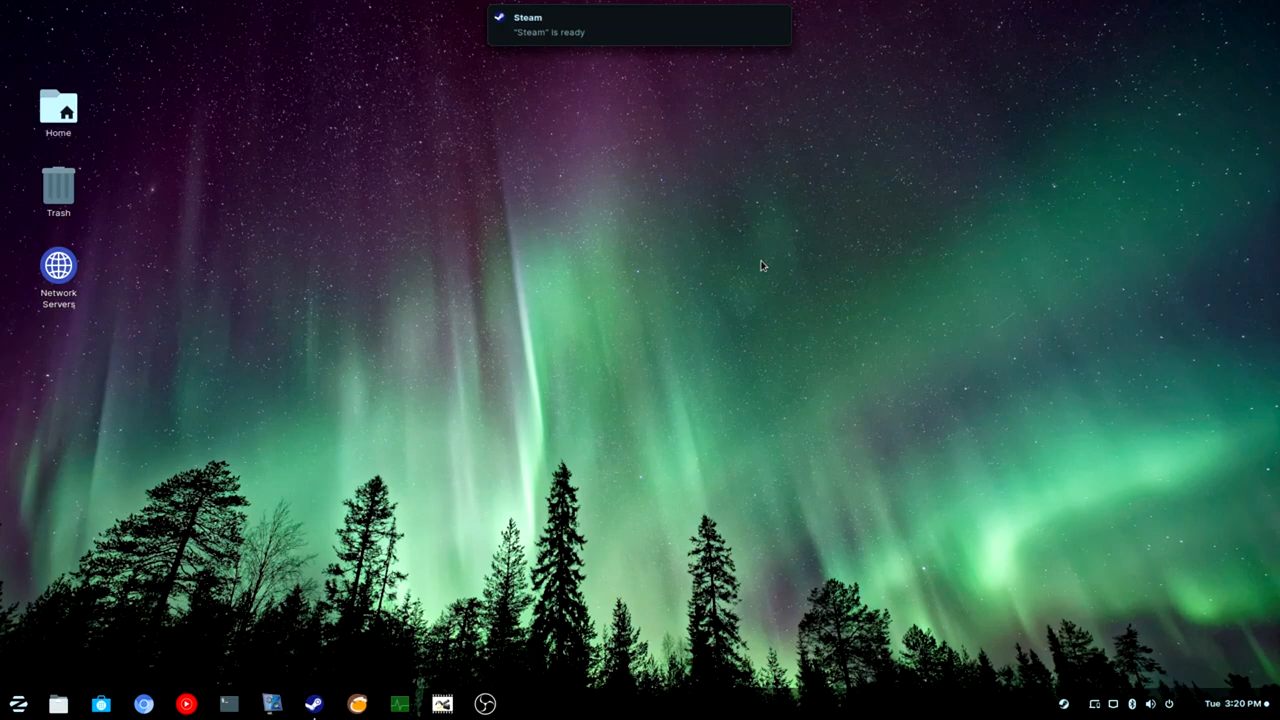 Steam
"Steam" is ready
Home
Trash
Network
Servers
Tue 3:20 PM